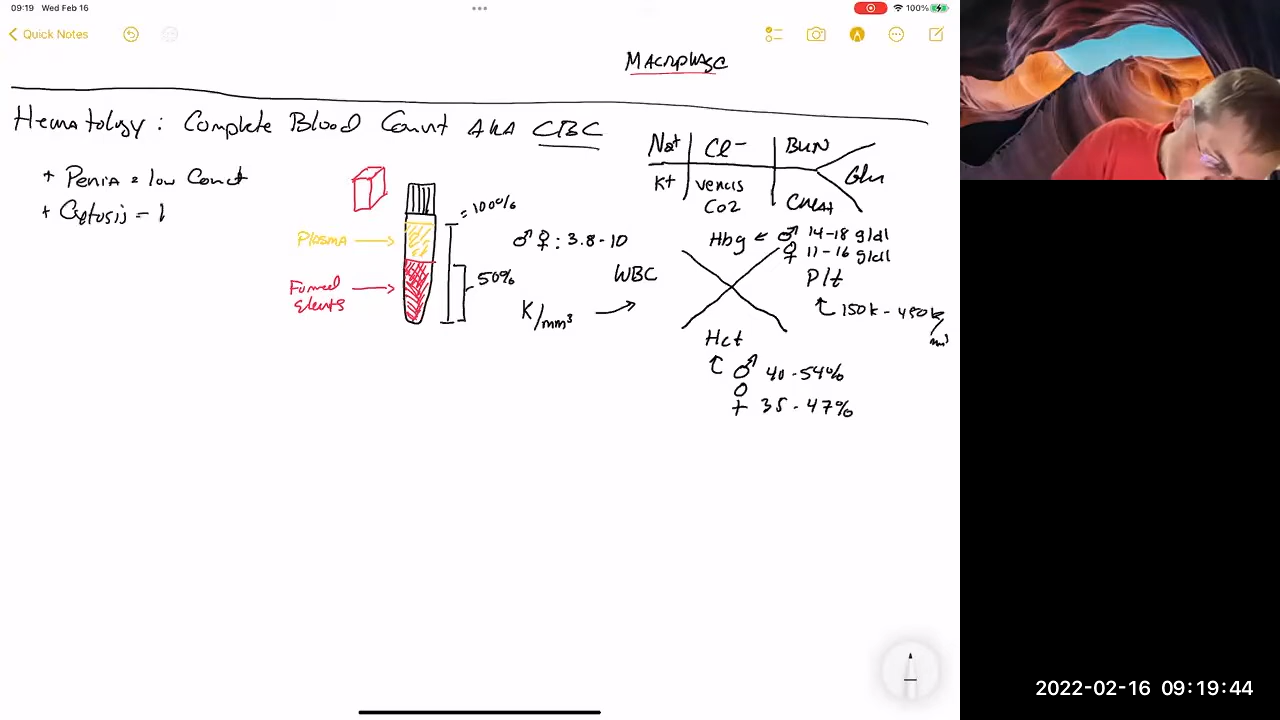 09:19 Wed Feb 16
100%
Quick Notes
Macrophage
Hematology: Complete Blood Count AKA CBC
Na+ Cl- BUN
K+ Venous CO2 Creat Glu
+ Penia = low Count
+ Cytosis - 1
= 100%
Plasma
50%
Formed
♂ ♀: 3.8 - 10
K/mm³
WBC
Hbg ♂ 14-18 g/dl
♀ 11-16 g/dl
Plt
150k - 450k/mm³
Hct
♂ 40-54%
♀ 35-47%
2022-02-16 09:19:44